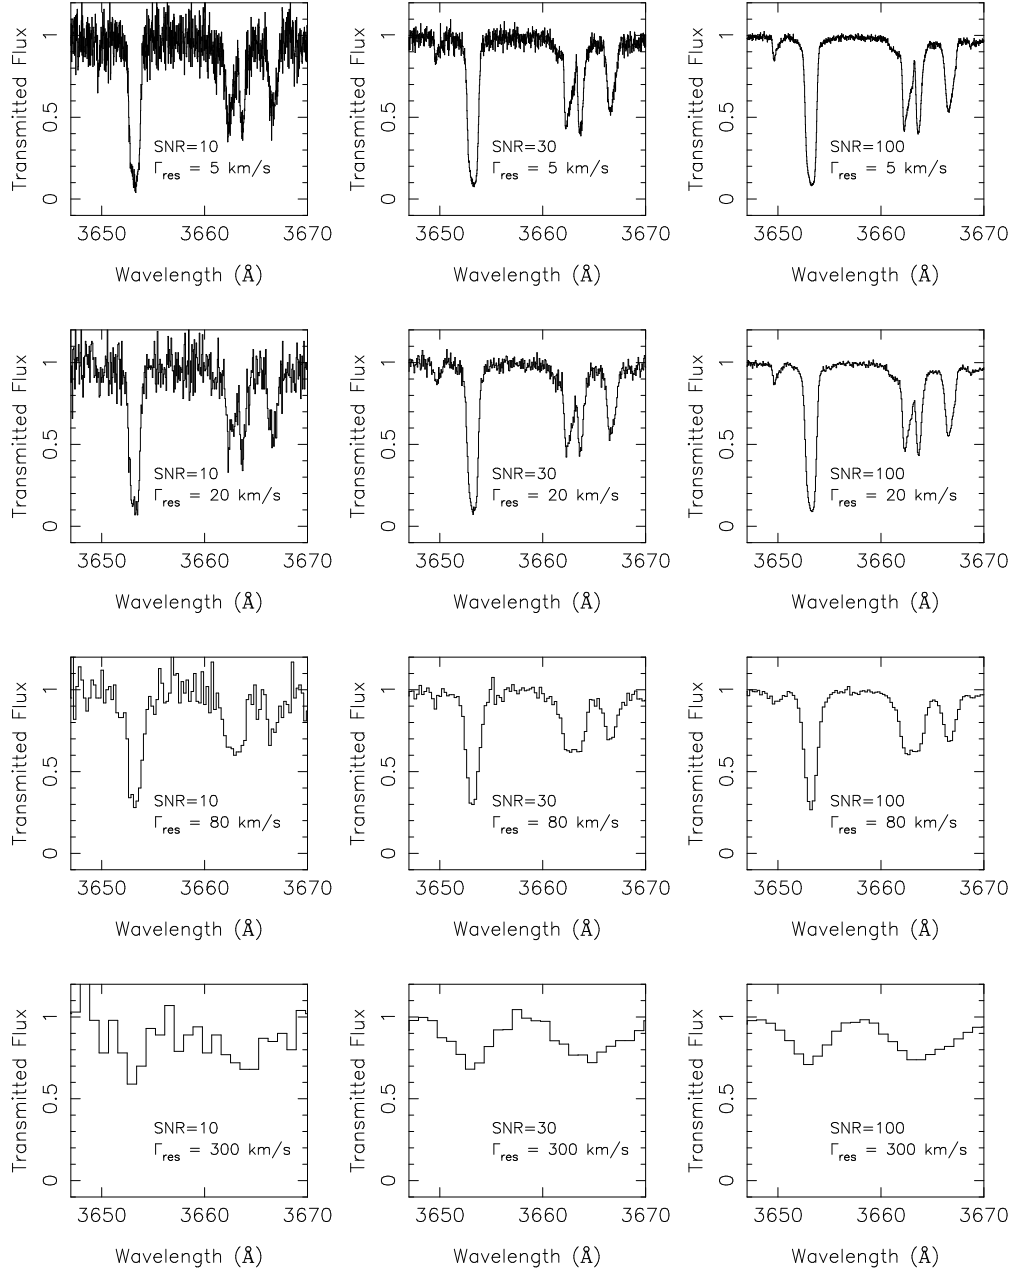 Transmitted Flux
1
0.5
0
SNR=10
Γres = 5 km/s
3650 3660 3670
Wavelength (Å)
Transmitted Flux
1
0.5
0
SNR=30
Γres = 5 km/s
3650 3660 3670
Wavelength (Å)
Transmitted Flux
1
0.5
0
SNR=100
Γres = 5 km/s
3650 3660 3670
Wavelength (Å)
Transmitted Flux
1
0.5
0
SNR=10
Γres = 20 km/s
3650 3660 3670
Wavelength (Å)
Transmitted Flux
1
0.5
0
SNR=30
Γres = 20 km/s
3650 3660 3670
Wavelength (Å)
Transmitted Flux
1
0.5
0
SNR=100
Γres = 20 km/s
3650 3660 3670
Wavelength (Å)
Transmitted Flux
1
0.5
0
SNR=10
Γres = 80 km/s
3650 3660 3670
Wavelength (Å)
Transmitted Flux
1
0.5
0
SNR=30
Γres = 80 km/s
3650 3660 3670
Wavelength (Å)
Transmitted Flux
1
0.5
0
SNR=100
Γres = 80 km/s
3650 3660 3670
Wavelength (Å)
Transmitted Flux
1
0.5
0
SNR=10
Γres = 300 km/s
3650 3660 3670
Wavelength (Å)
Transmitted Flux
1
0.5
0
SNR=30
Γres = 300 km/s
3650 3660 3670
Wavelength (Å)
Transmitted Flux
1
0.5
0
SNR=100
Γres = 300 km/s
3650 3660 3670
Wavelength (Å)